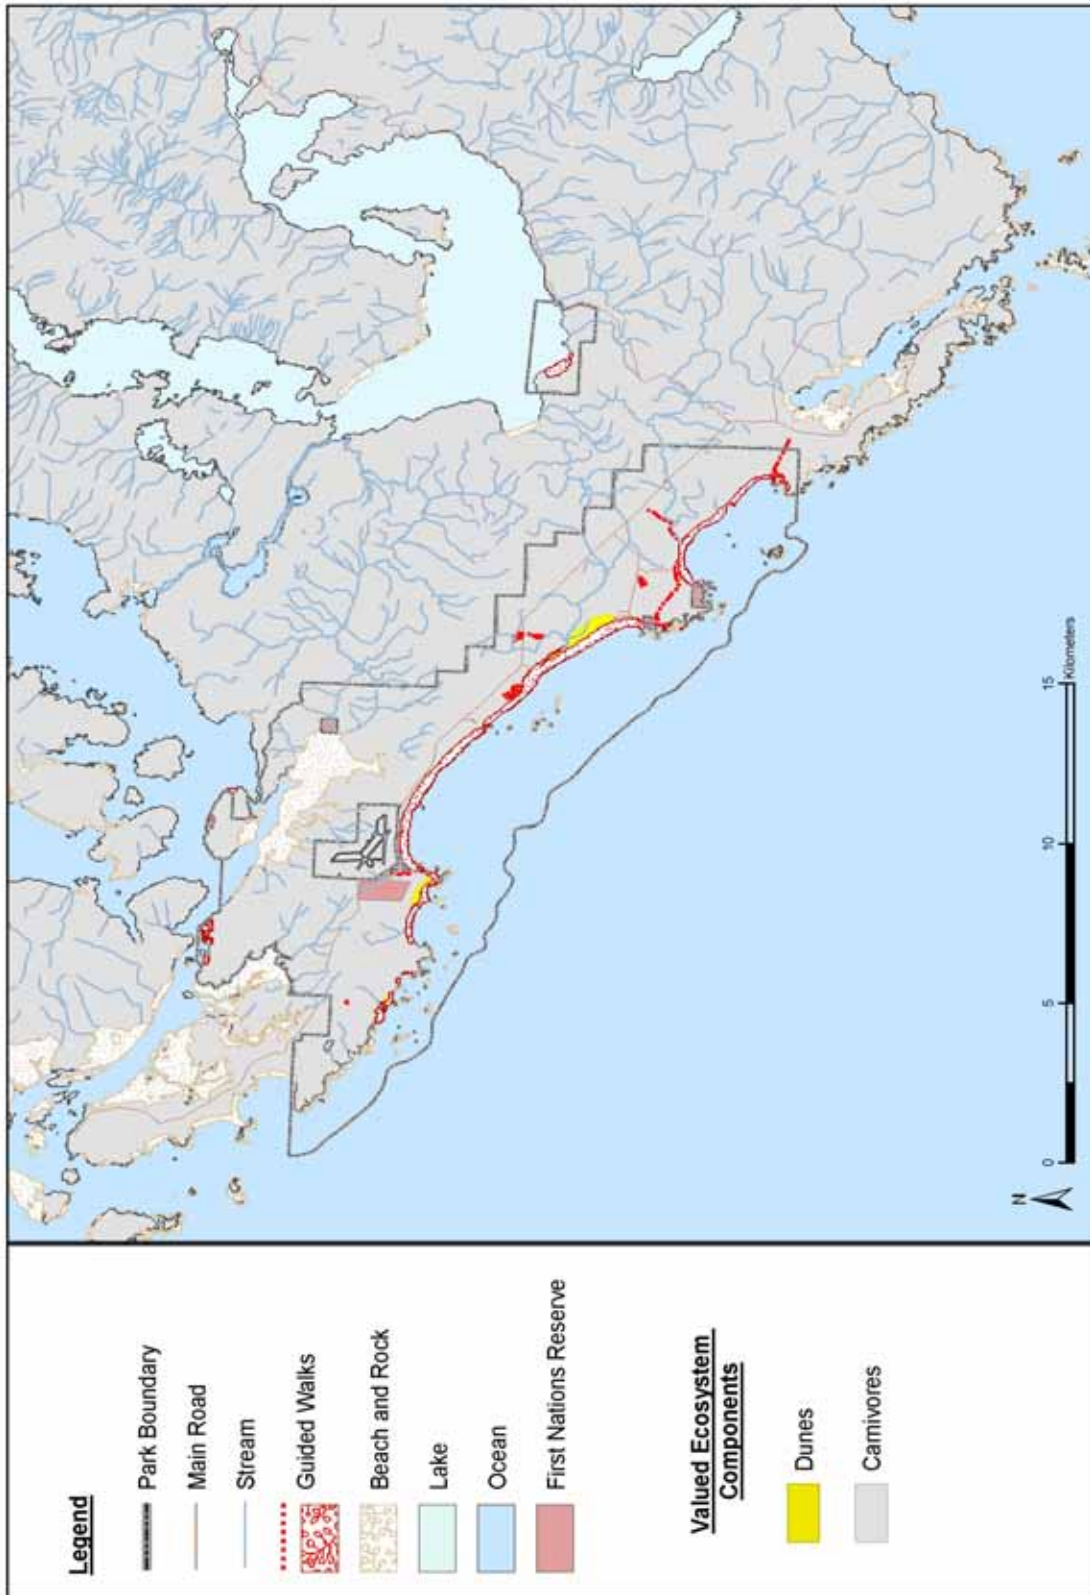 Legend
Park Boundary
Main Road
Stream
Guided Walks
Beach and Rock
Lake
Ocean
First Nations Reserve
Valued Ecosystem
Components
Dunes
Carnivores
N
0
5
10
15
Kilometers